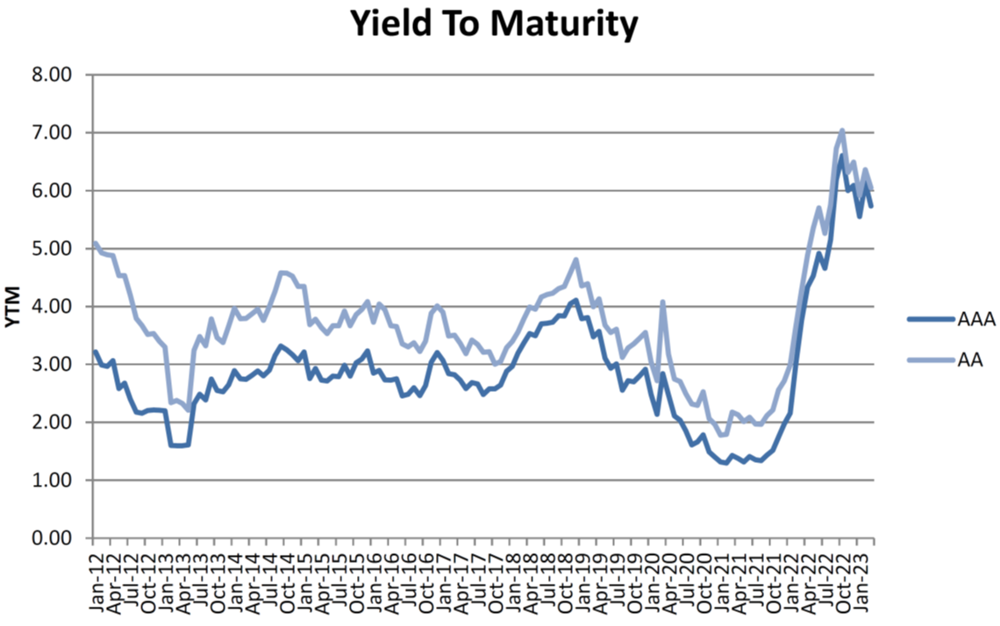 Yield To Maturity
8.00
7.00
6.00
5.00
4.00
3.00
2.00
1.00
0.00
YTM
Jan-12
Apr-12
Jul-12
Oct-12
Jan-13
Apr-13
Jul-13
Oct-13
Jan-14
Apr-14
Jul-14
Oct-14
Jan-15
Apr-15
Jul-15
Oct-15
Jan-16
Apr-16
Jul-16
Oct-16
Jan-17
Apr-17
Jul-17
Oct-17
Jan-18
Apr-18
Jul-18
Oct-18
Jan-19
Apr-19
Jul-19
Oct-19
Jan-20
Apr-20
Jul-20
Oct-20
Jan-21
Apr-21
Jul-21
Oct-21
Jan-22
Apr-22
Jul-22
Oct-22
Jan-23
AAA
AA